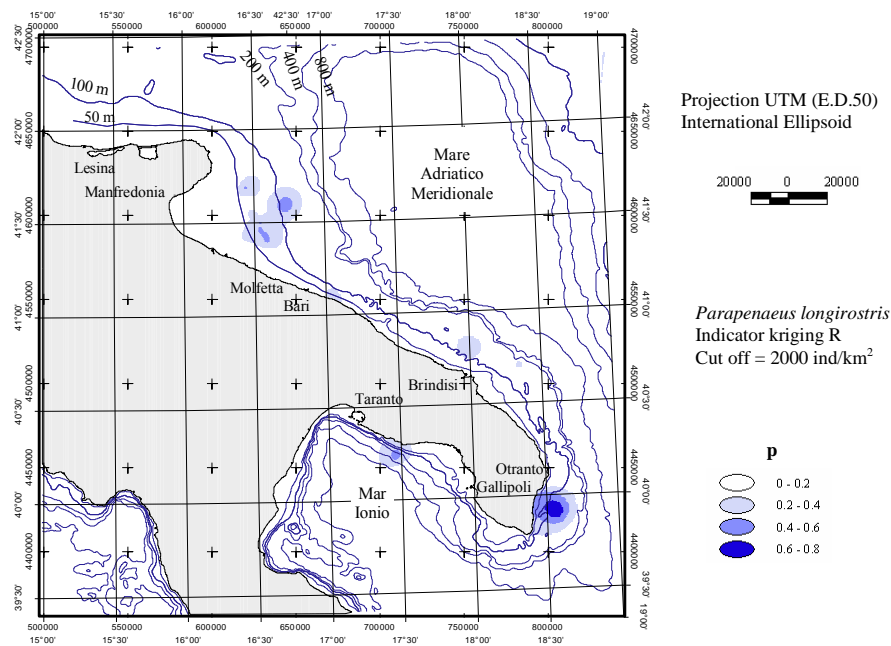 15°00' 15°30' 16°00' 16°30' 42°30' 17°00' 17°30' 18°00' 18°30' 19°00'
500000 550000 600000 650000 700000 750000 800000
42°30'
4700000
42°00'
4650000
41°30'
4600000
41°00'
4550000
40°30'
4500000
40°00'
4450000
39°30'
4400000
100 m
50 m
200 m
400 m
800 m
Lesina
Manfredonia
Molfetta
Bari
Brindisi
Taranto
Otranto
Gallipoli
Mare
Adriatico
Meridionale
Mar
Ionio
4700000
42°00'
4650000
41°30'
4600000
41°00'
4550000
40°30'
4500000
40°00'
4450000
39°30'
4400000
19°00'
500000 550000 600000 650000 700000 750000 800000
15°00' 15°30' 16°00' 16°30' 17°00' 17°30' 18°00' 18°30'
Projection UTM (E.D.50)
International Ellipsoid
20000 0 20000
Parapenaeus longirostris
Indicator kriging R
Cut off = 2000 ind/km²
p
0 - 0.2
0.2 - 0.4
0.4 - 0.6
0.6 - 0.8